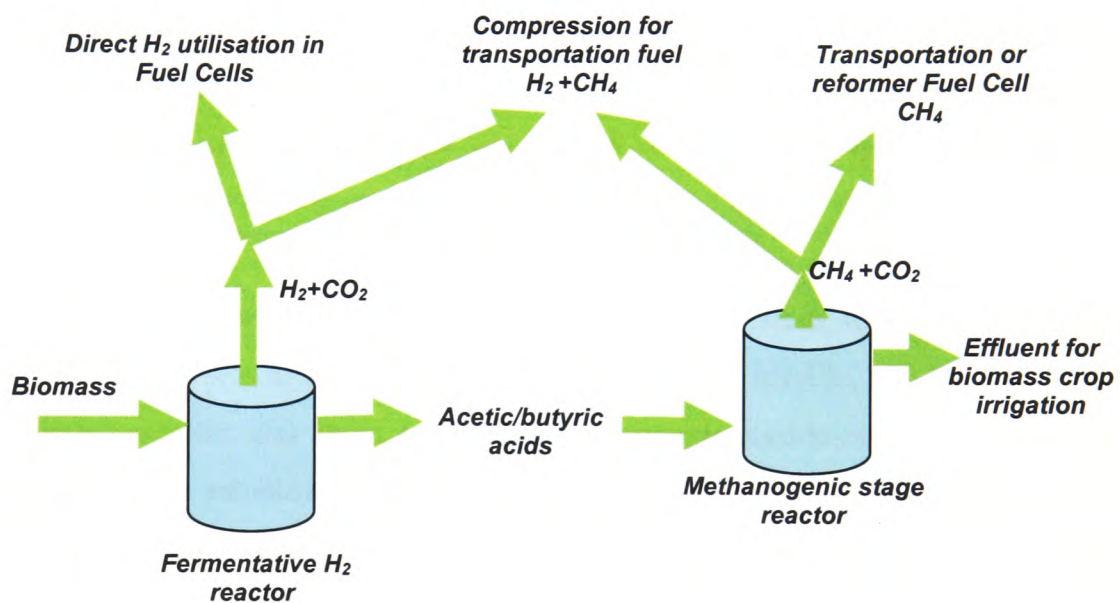 Direct H₂ utilisation in
Fuel Cells
Compression for
transportation fuel
H₂ +CH₄
Transportation or
reformer Fuel Cell
CH₄
H₂+CO₂
CH₄ +CO₂
Biomass
Acetic/butyric
acids
Effluent for
biomass crop
irrigation
Methanogenic stage
reactor
Fermentative H₂
reactor